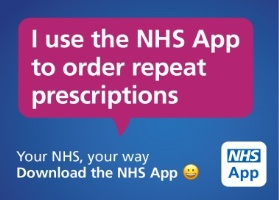 I use the NHS App
to order repeat
prescriptions
Your NHS, your way
Download the NHS App 😀
NHS
App